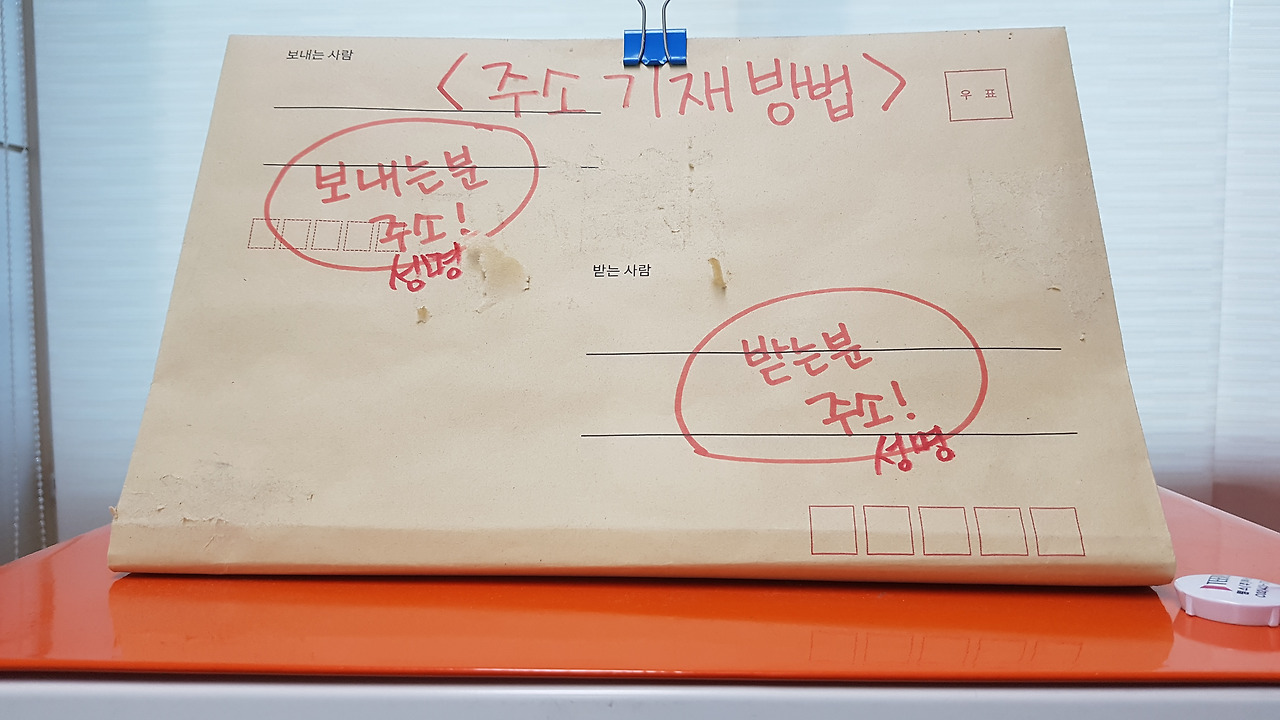 보내는 사람
<주소 기재 방법>
우 표
보내는분
주소!
성명
받는 사람
받는분
주소!
성명